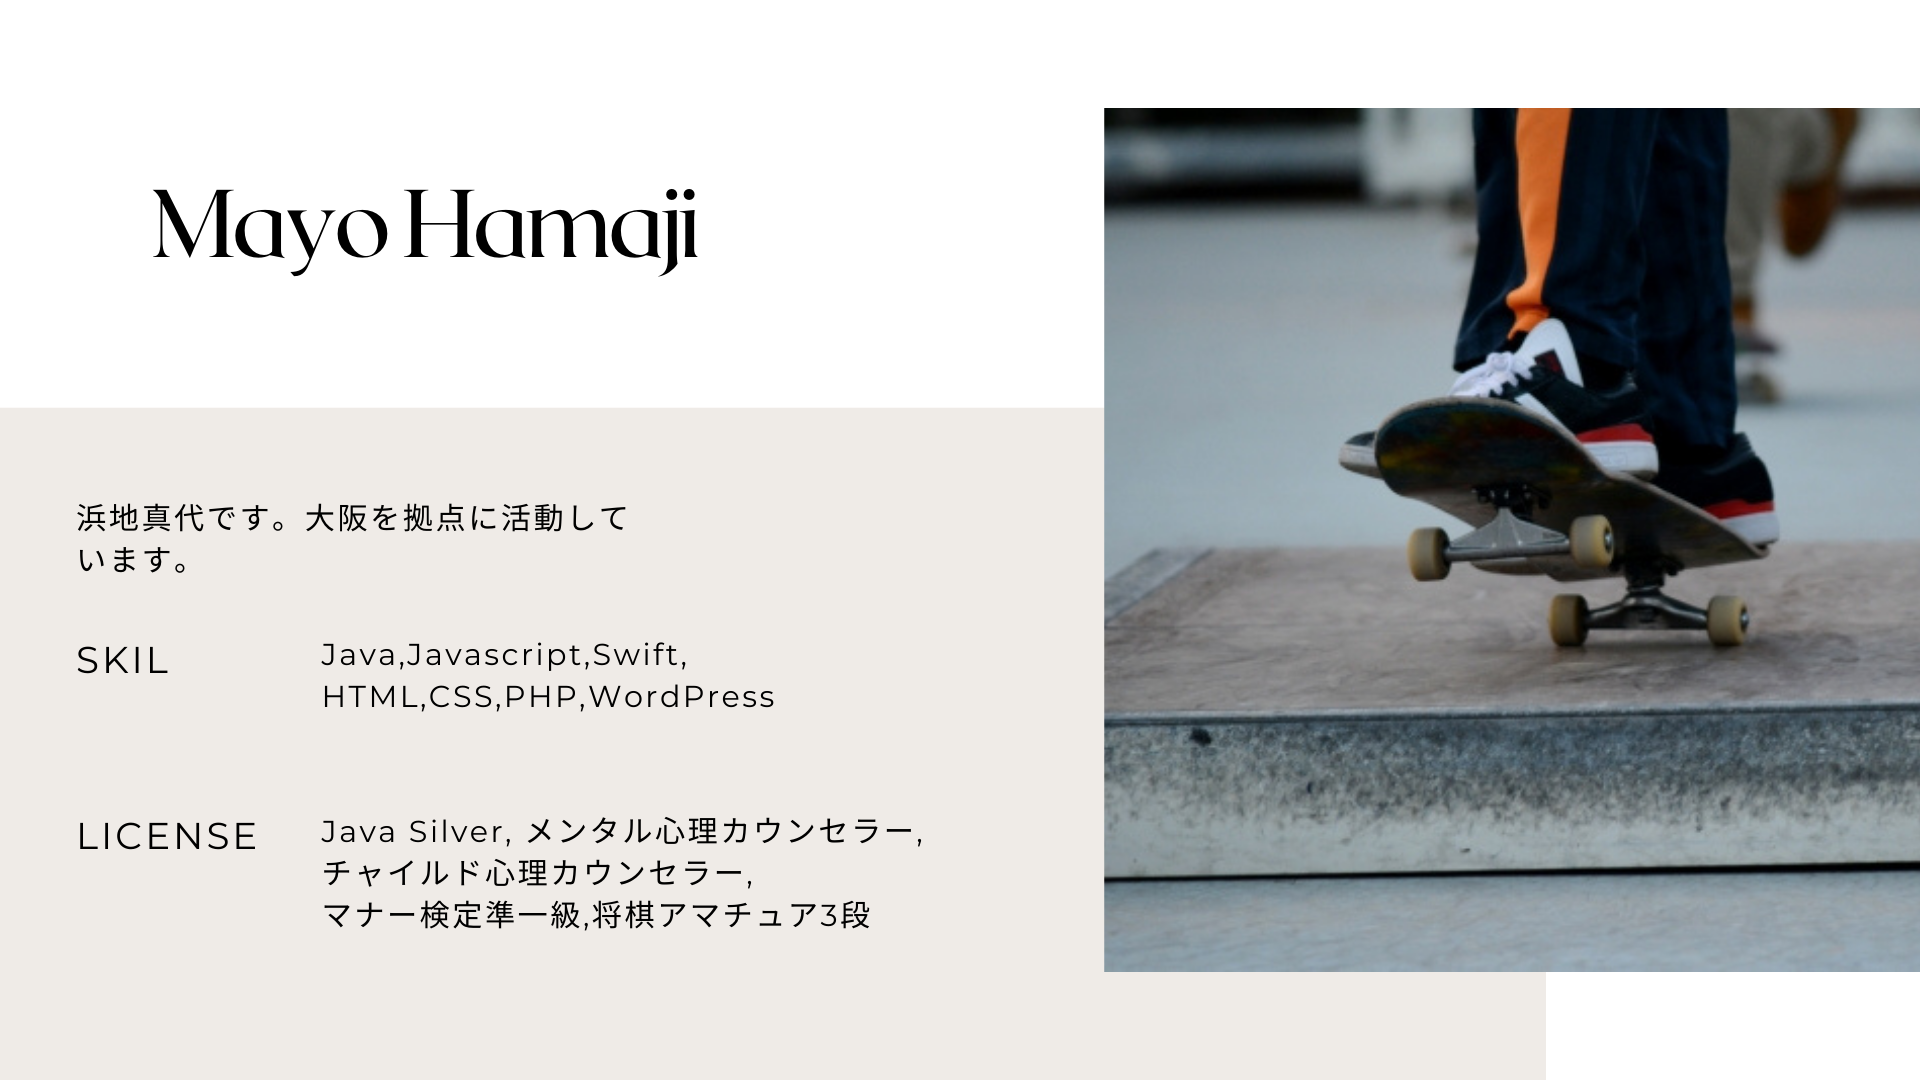 Mayo Hamaji
浜地真代です。大阪を拠点に活動して
います。
SKIL
Java,Javascript,Swift,
HTML,CSS,PHP,WordPress
LICENSE
Java Silver, メンタル心理カウンセラー,
チャイルド心理カウンセラー,
マナー検定準一級,将棋アマチュア3段